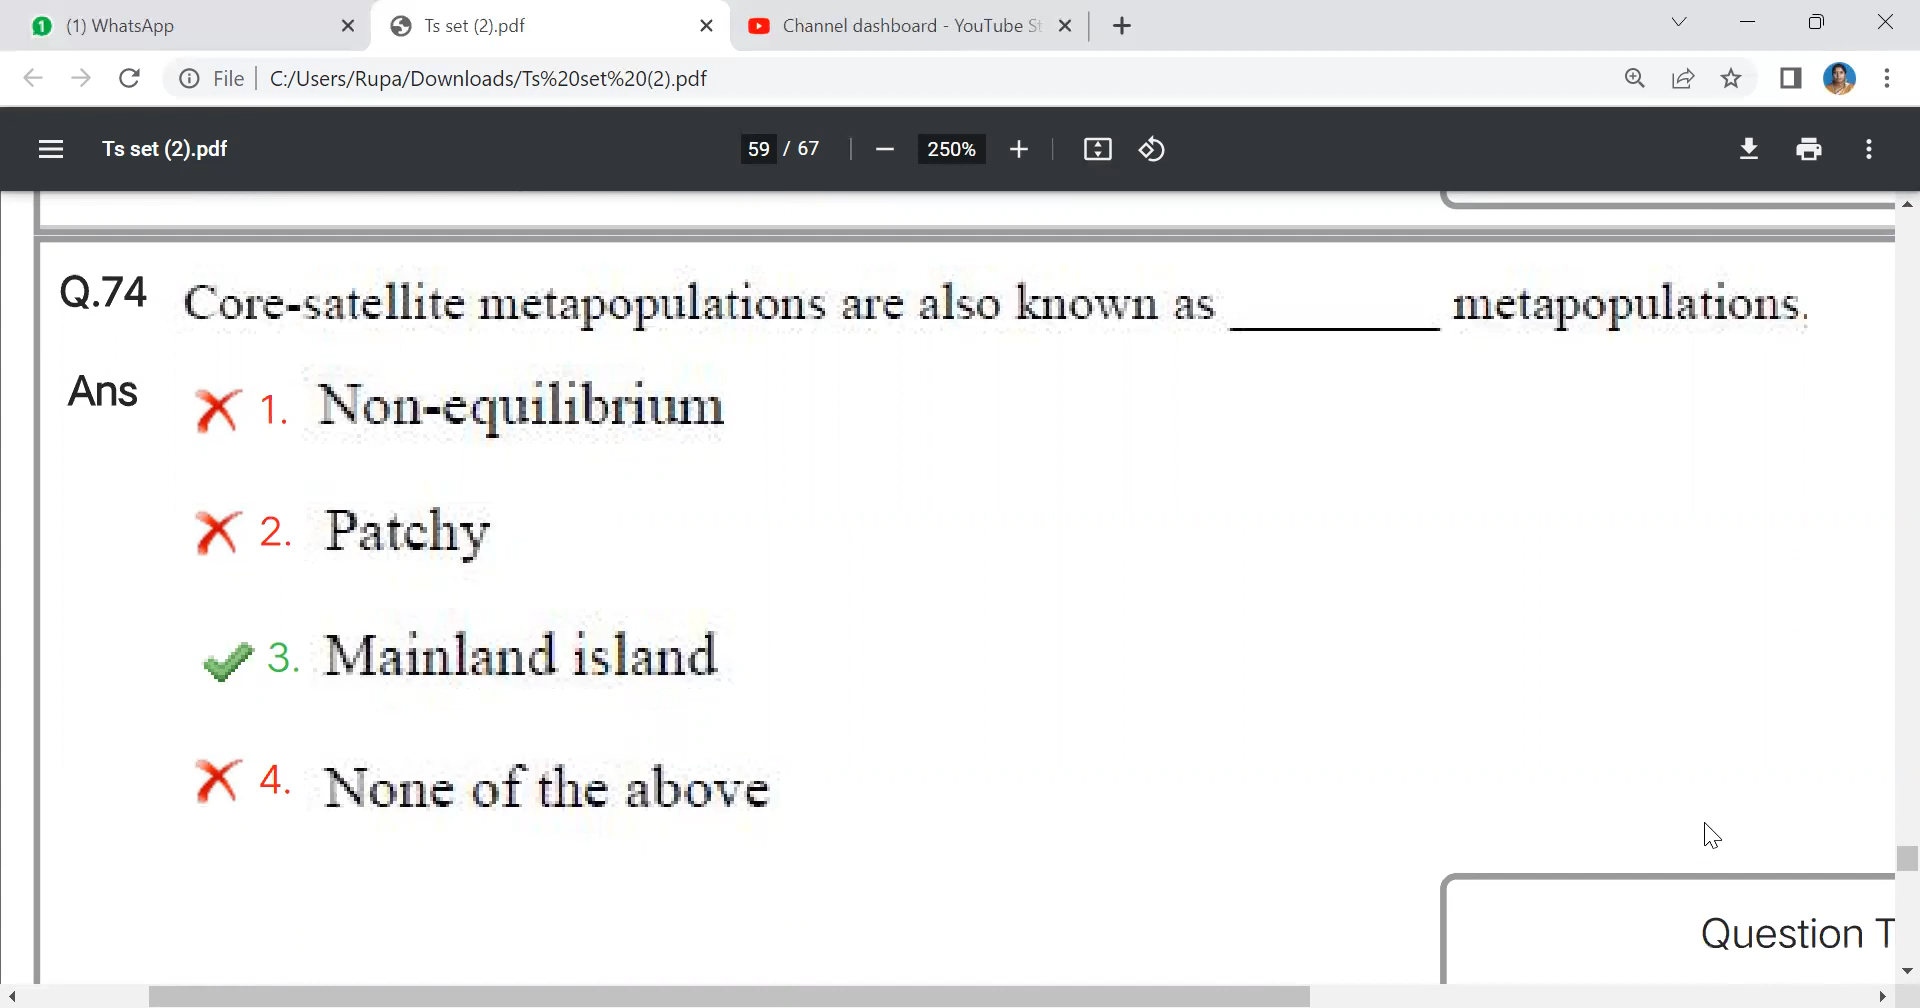 (1) WhatsApp
Ts set (2).pdf
Channel dashboard - YouTube St
File
C:/Users/Rupa/Downloads/Ts%20set%20(2).pdf
Ts set (2).pdf
59 / 67
250%
Q.74 Core-satellite metapopulations are also known as ________ metapopulations.
Ans 1. Non-equilibrium
2. Patchy
3. Mainland island
4. None of the above
Question T